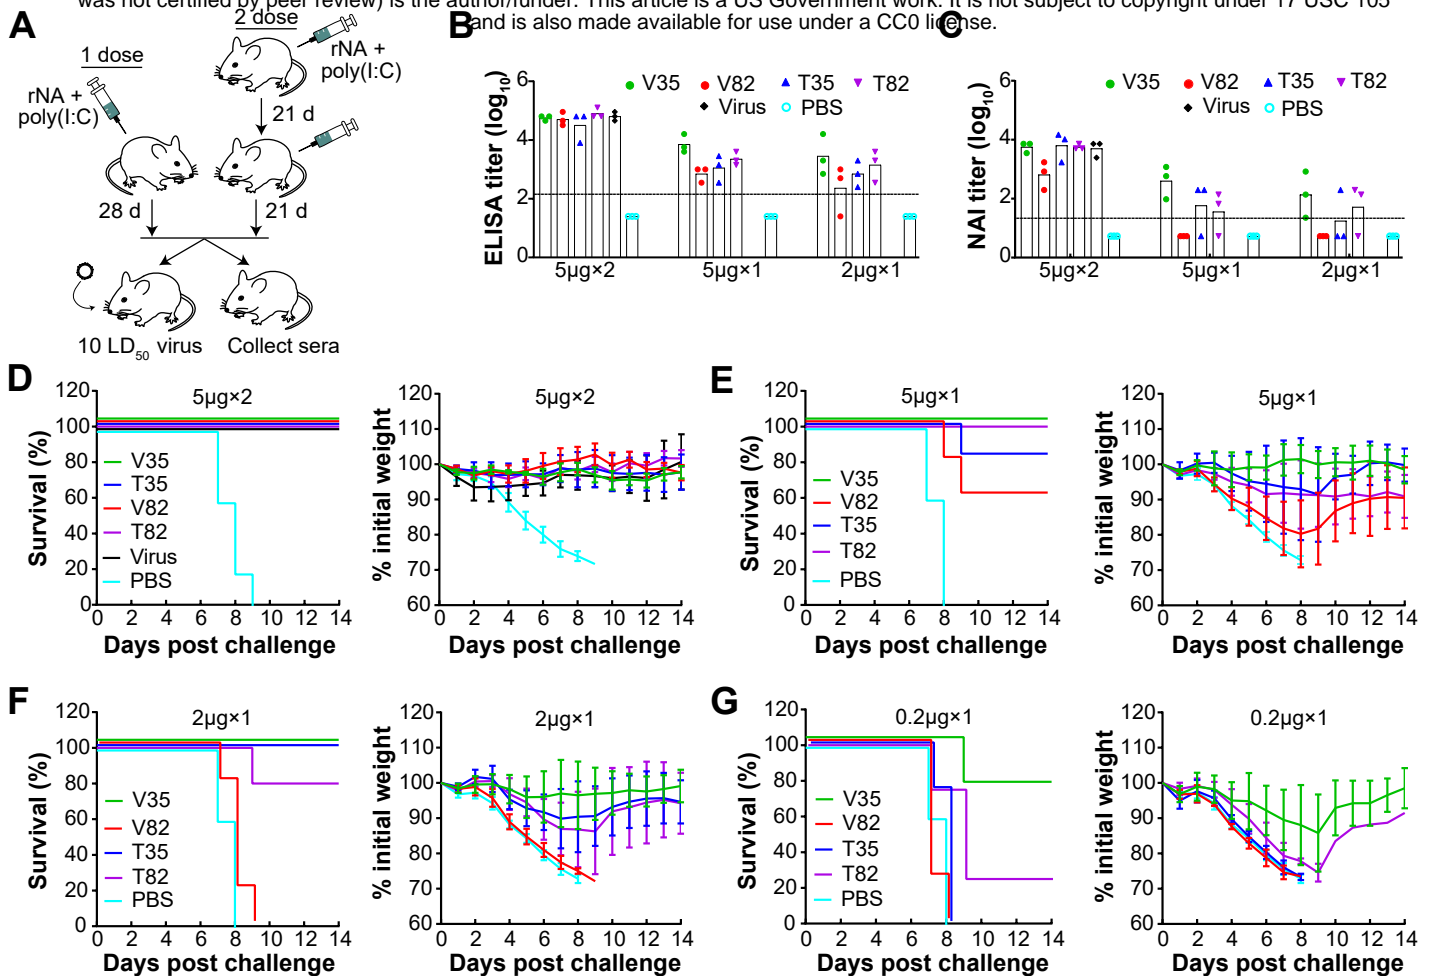 was not certified by peer review) is the author/funder. This article is a US Government work. It is not subject to copyright under 17 USC 105
and is also made available for use under a CC0 license.
A
1 dose
2 dose
rNA +
poly(I:C)
rNA +
poly(I:C)
21 d
28 d
21 d
10 LD50 virus
Collect sera
B
ELISA titer (log10)
6
4
2
0
V35 V82 T35 T82
Virus PBS
5µg×2 5µg×1 2µg×1
C
NAI titer (log10)
6
4
2
0
V35 V82 T35 T82
Virus PBS
5µg×2 5µg×1 2µg×1
D
5µg×2
Survival (%)
120
100
80
60
40
20
0
V35
T35
V82
T82
Virus
PBS
0 2 4 6 8 10 12 14
Days post challenge
5µg×2
% initial weight
120
110
100
90
80
70
60
0 2 4 6 8 10 12 14
Days post challenge
E
5µg×1
Survival (%)
120
100
80
60
40
20
0
V35
V82
T35
T82
PBS
0 2 4 6 8 10 12 14
Days post challenge
5µg×1
% initial weight
120
110
100
90
80
70
60
0 2 4 6 8 10 12 14
Days post challenge
F
2µg×1
Survival (%)
120
100
80
60
40
20
0
V35
V82
T35
T82
PBS
0 2 4 6 8 10 12 14
Days post challenge
2µg×1
% initial weight
120
110
100
90
80
70
60
0 2 4 6 8 10 12 14
Days post challenge
G
0.2µg×1
Survival (%)
120
100
80
60
40
20
0
V35
V82
T35
T82
PBS
0 2 4 6 8 10 12 14
Days post challenge
0.2µg×1
% initial weight
120
110
100
90
80
70
60
0 2 4 6 8 10 12 14
Days post challenge